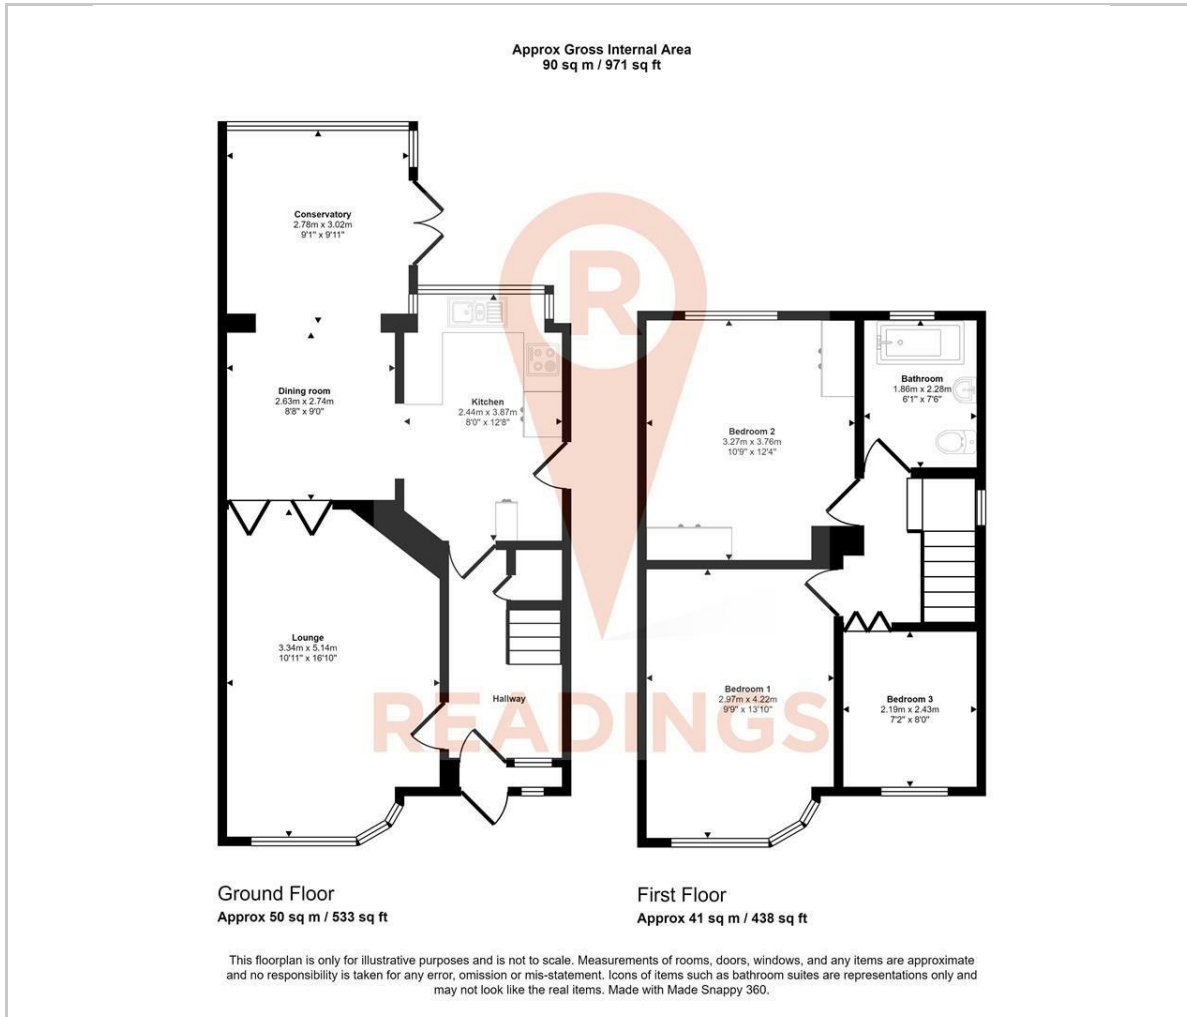 Approx Gross Internal Area
90 sq m / 971 sq ft
Conservatory
2.78m x 3.02m
9'1" x 9'11"
Dining room
2.63m x 2.74m
8'8" x 9'0"
Kitchen
2.44m x 3.87m
8'0" x 12'8"
Lounge
3.34m x 5.14m
10'11" x 16'10"
Hallway
Bedroom 2
3.27m x 3.76m
10'9" x 12'4"
Bathroom
1.86m x 2.28m
6'1" x 7'6"
Bedroom 1
2.97m x 4.22m
9'9" x 13'10"
Bedroom 3
2.19m x 2.43m
7'2" x 8'0"
R
READINGS
Ground Floor
Approx 50 sq m / 533 sq ft
First Floor
Approx 41 sq m / 438 sq ft
This floorplan is only for illustrative purposes and is not to scale. Measurements of rooms, doors, windows, and any items are approximate
and no responsibility is taken for any error, omission or mis-statement. Icons of items such as bathroom suites are representations only and
may not look like the real items. Made with Made Snappy 360.